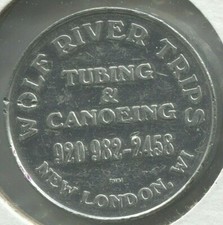 WOLF RIVER TRIPS
TUBING
&
CANOEING
920 982-2458
NEW LONDON, WI